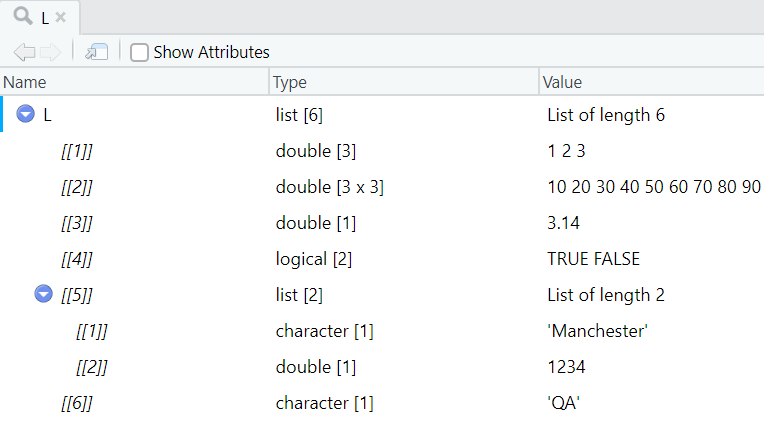 L
Show Attributes
Name Type Value
L list [6] List of length 6
[[1]] double [3] 1 2 3
[[2]] double [3 x 3] 10 20 30 40 50 60 70 80 90
[[3]] double [1] 3.14
[[4]] logical [2] TRUE FALSE
[[5]] list [2] List of length 2
[[1]] character [1] 'Manchester'
[[2]] double [1] 1234
[[6]] character [1] 'QA'